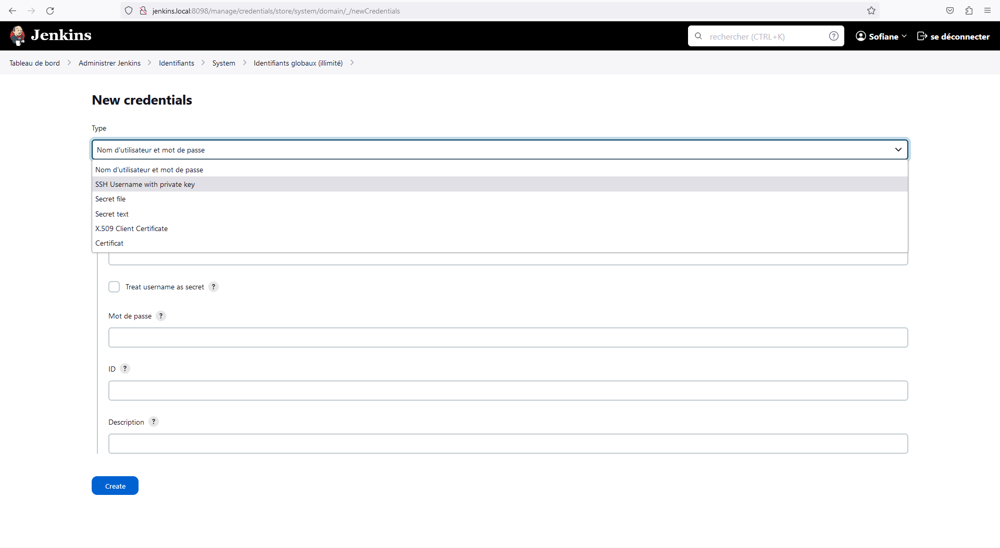 jenkins.local:8098/manage/credentials/store/system/domain/_/newCredentials
Jenkins
rechercher (CTRL+K)
?
Sofiane
se déconnecter
Tableau de bord
Administrer Jenkins
Identifiants
System
Identifiants globaux (illimité)
New credentials
Type
Nom d'utilisateur et mot de passe
Nom d'utilisateur et mot de passe
SSH Username with private key
Secret file
Secret text
X.509 Client Certificate
Certificat
Treat username as secret ?
Mot de passe ?
ID ?
Description ?
Create